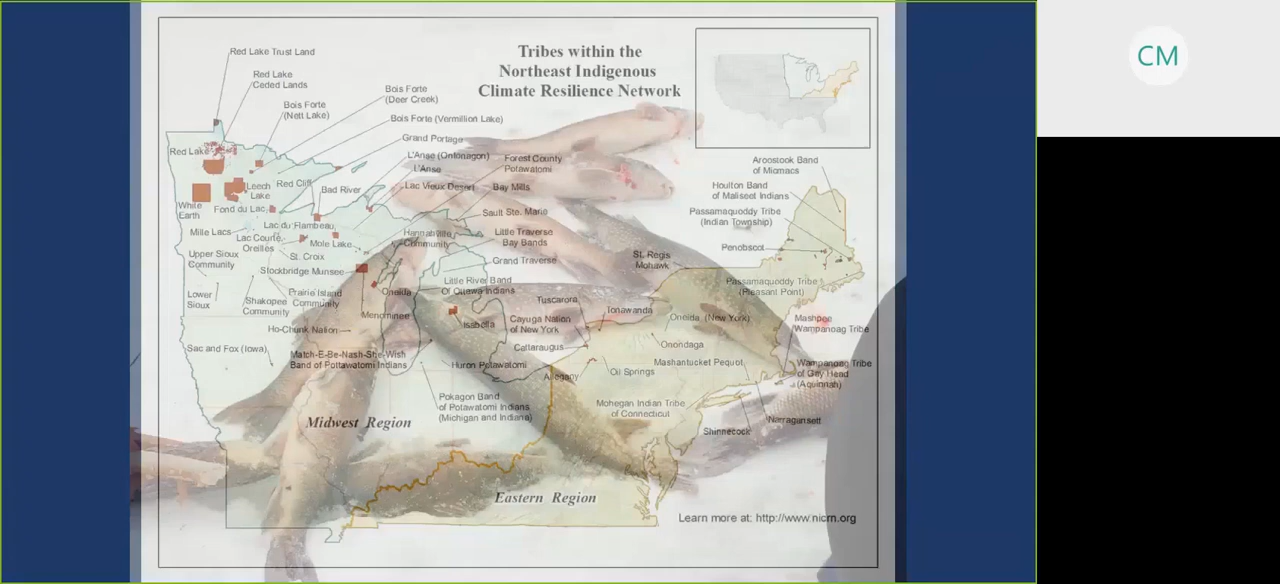 Tribes within the
Northeast Indigenous
Climate Resilience Network
Red Lake Trust Land
Red Lake
Ceded Lands
Bois Forte
(Nett Lake)
Bois Forte
(Deer Creek)
Bois Forte (Vermillion Lake)
Grand Portage
L'Anse (Ontonagon)
L'Anse
Lac Vieux Desert
Forest County
Potawatomi
Bay Mills
Sault Ste. Marie
Little Traverse
Bay Bands
Grand Traverse
Little River Band
Of Ottawa Indians
Red Lake
White
Earth
Leech
Lake
Red Cliff
Bad River
Fond du Lac
Mille Lacs
Lac du Flambeau
Lac Courte
Oreilles
Mole Lake
St. Croix
Hannahville
Community
Upper Sioux
Community
Stockbridge Munsee
Lower
Sioux
Shakopee
Community
Prairie Island
Community
Oneida
Menominee
Ho-Chunk Nation
Isabella
Sac and Fox (Iowa)
Match-E-Be-Nash-She-Wish
Band of Pottawatomi Indians
Huron Potawatomi
Pokagon Band
of Potawatomi Indians
(Michigan and Indiana)
Midwest Region
Aroostook Band
of Micmacs
Houlton Band
of Maliseet Indians
Passamaquoddy Tribe
(Indian Township)
Penobscot
St. Regis
Mohawk
Passamaquoddy Tribe
(Pleasant Point)
Tuscarora
Tonawanda
Cayuga Nation
of New York
Oneida (New York)
Mashpee
Wampanoag Tribe
Cattaraugus
Onondaga
Mashantucket Pequot
Allegany
Oil Springs
Wampanoag Tribe
of Gay Head
(Aquinnah)
Mohegan Indian Tribe
of Connecticut
Narragansett
Shinnecock
Eastern Region
Learn more at: http://www.nicrn.org
CM